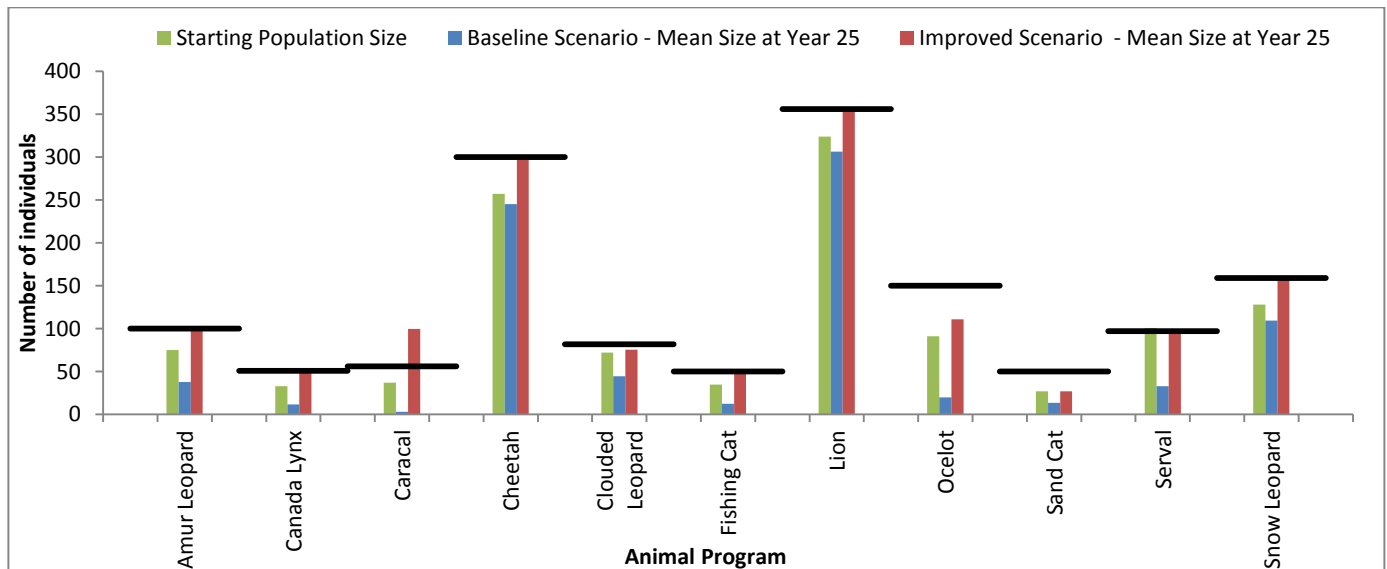 Starting Population Size
Baseline Scenario - Mean Size at Year 25
Improved Scenario - Mean Size at Year 25
Number of individuals
400
350
300
250
200
150
100
50
0
Amur Leopard
Canada Lynx
Caracal
Cheetah
Clouded
Leopard
Fishing Cat
Lion
Ocelot
Sand Cat
Serval
Snow Leopard
Animal Program